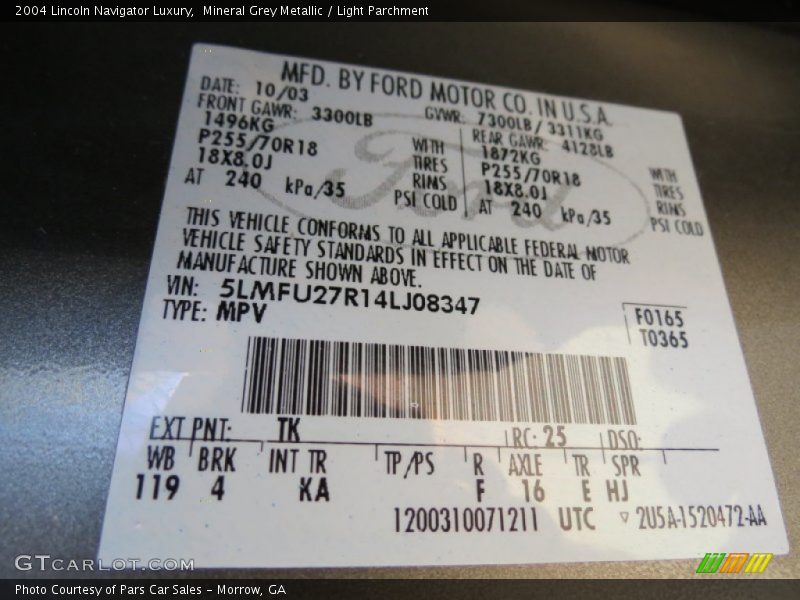 2004 Lincoln Navigator Luxury,  Mineral Grey Metallic / Light Parchment
MFD. BY FORD MOTOR CO. IN U.S.A.
DATE: 10/03 GVWR: 7300LB / 3311KG
FRONT GAWR: 3300LB REAR GAWR: 4128LB
1496KG WITH 1872KG WITH
P255/70R18 TIRES P255/70R18 TIRES
18X8.0J RIMS 18X8.0J RIMS
AT 240 kPa/35 PSI COLD AT 240 kPa/35 PSI COLD
Ford
THIS VEHICLE CONFORMS TO ALL APPLICABLE FEDERAL MOTOR
VEHICLE SAFETY STANDARDS IN EFFECT ON THE DATE OF
MANUFACTURE SHOWN ABOVE.
VIN: 5LMFU27R14LJ08347
TYPE: MPV
F0165
T0365
EXT PNT: TK RC: 25 DSO:
WB BRK INT TR TP/PS R AXLE TR SPR
119 4 KA F 16 E HJ
1200310071211 UTC ▽ 2U5A-1520472-AA
GTCARLOT.COM
Photo Courtesy of Pars Car Sales - Morrow, GA